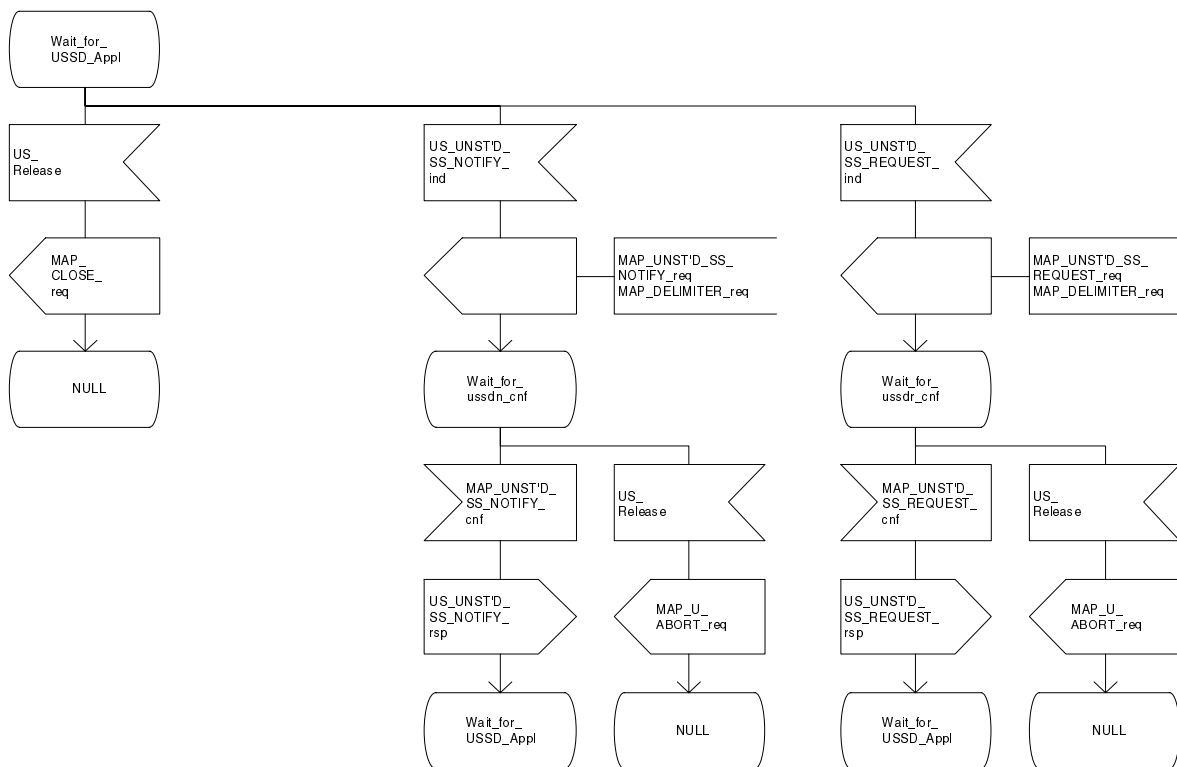 Wait_for_
USSD_Appl
US_
Release
US_UNST'D_
SS_NOTIFY_
ind
US_UNST'D_
SS_REQUEST_
ind
MAP_
CLOSE_
req
MAP_UNST'D_SS_
NOTIFY_req
MAP_DELIMITER_req
MAP_UNST'D_SS_
REQUEST_req
MAP_DELIMITER_req
NULL
Wait_for_
ussdn_cnf
Wait_for_
ussdr_cnf
MAP_UNST'D_
SS_NOTIFY_
cnf
US_
Release
MAP_UNST'D_
SS_REQUEST_
cnf
US_
Release
US_UNST'D_
SS_NOTIFY_
rsp
MAP_U_
ABORT_req
US_UNST'D_
SS_REQUEST_
rsp
MAP_U_
ABORT_req
Wait_for_
USSD_Appl
NULL
Wait_for_
USSD_Appl
NULL